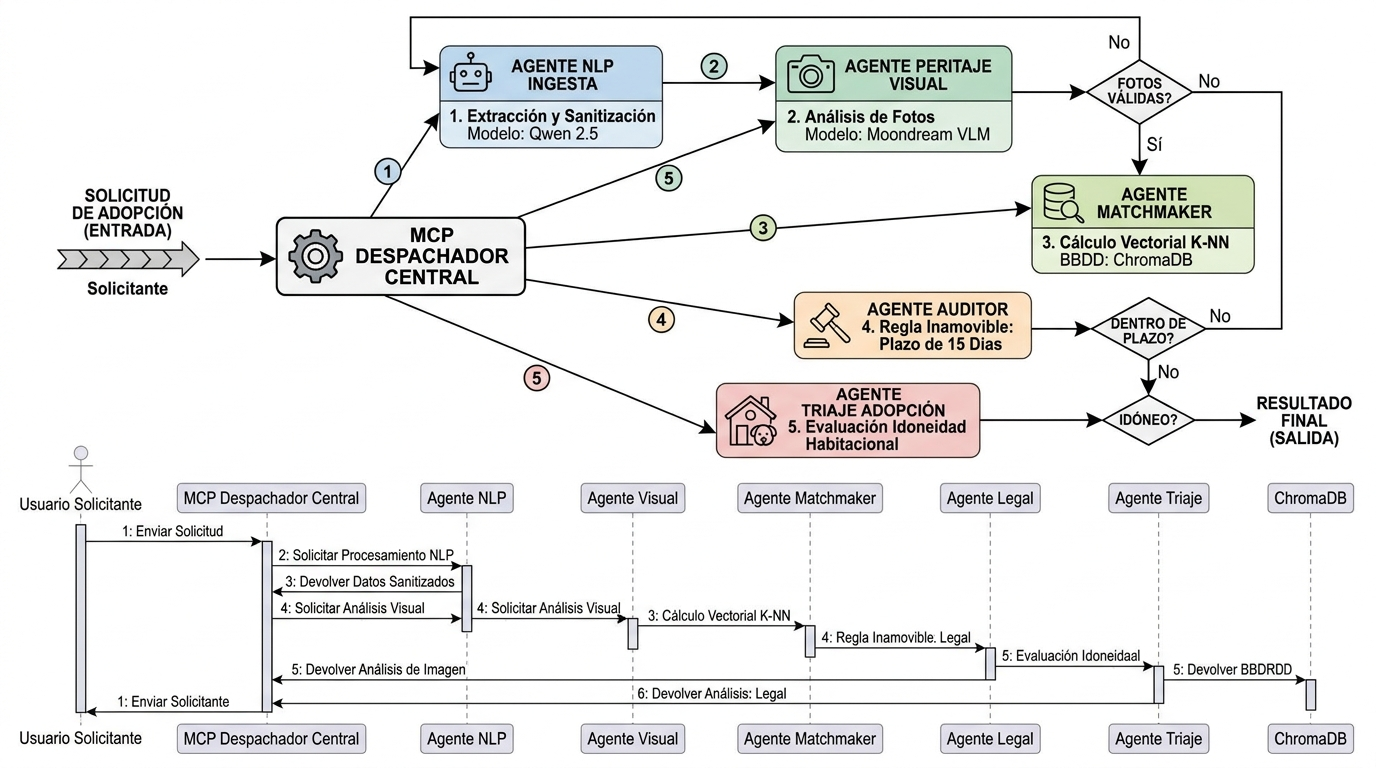 No
AGENTE NLP
INGESTA
1. Extracción y Sanitización
Modelo: Qwen 2.5
2
AGENTE PERITAJE
VISUAL
2. Análisis de Fotos
Modelo: Moondream VLM
FOTOS
VÁLIDAS?
No
Sí
1
5
SOLICITUD
DE ADOPCIÓN
(ENTRADA)
Solicitante
MCP
DESPACHADOR
CENTRAL
3
AGENTE
MATCHMAKER
3. Cálculo Vectorial K-NN
BBDD: ChromaDB
4
AGENTE AUDITOR
4. Regla Inamovible:
Plazo de 15 Dias
DENTRO DE
PLAZO?
No
No
5
AGENTE
TRIAJE ADOPCIÓN
5. Evaluación Idoneidad
Habitacional
IDÓNEO?
RESULTADO
FINAL
(SALIDA)
Usuario Solicitante
MCP Despachador Central
Agente NLP
Agente Visual
Agente Matchmaker
Agente Legal
Agente Triaje
ChromaDB
1: Enviar Solicitud
2: Solicitar Procesamiento NLP
3: Devolver Datos Sanitizados
4: Solicitar Análisis Visual
4: Solicitar Análisis Visual
3: Cálculo Vectorial K-NN
4: Regla Inamovible. Legal
5: Evaluación Idoneidaal
5: Devolver Análisis de Imagen
5: Devolver BBDRDD
6: Devolver Análisis: Legal
1: Enviar Solicitante
Usuario Solicitante
MCP Despachador Central
Agente NLP
Agente Visual
Agente Matchmaker
Agente Legal
Agente Triaje
ChromaDB